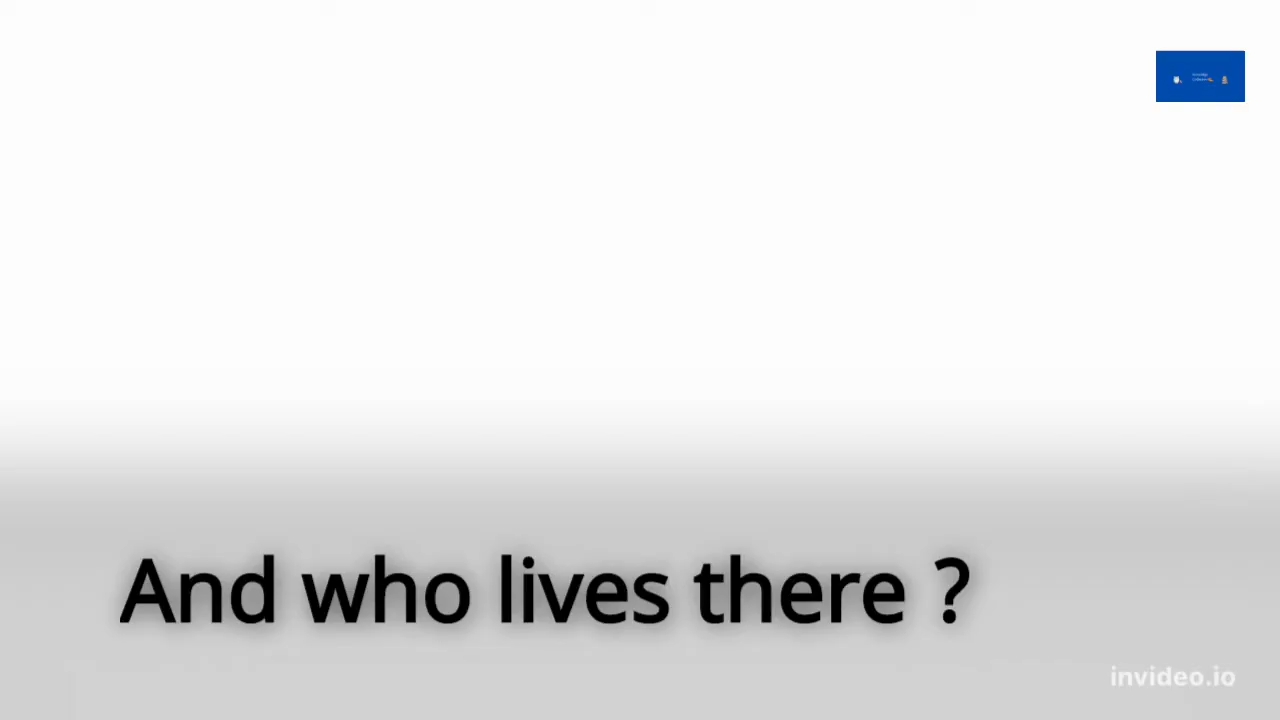 And who lives there ?
invideo.io